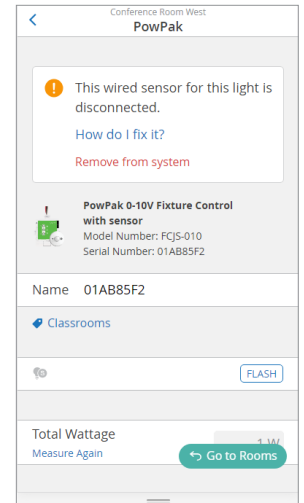 Conference Room West
PowPak
This wired sensor for this light is
disconnected.
How do I fix it?
Remove from system
PowPak 0-10V Fixture Control
with sensor
Model Number: FCJS-010
Serial Number: 01AB85F2
Name 01AB85F2
Classrooms
FLASH
Total Wattage
1 W
Measure Again
Go to Rooms